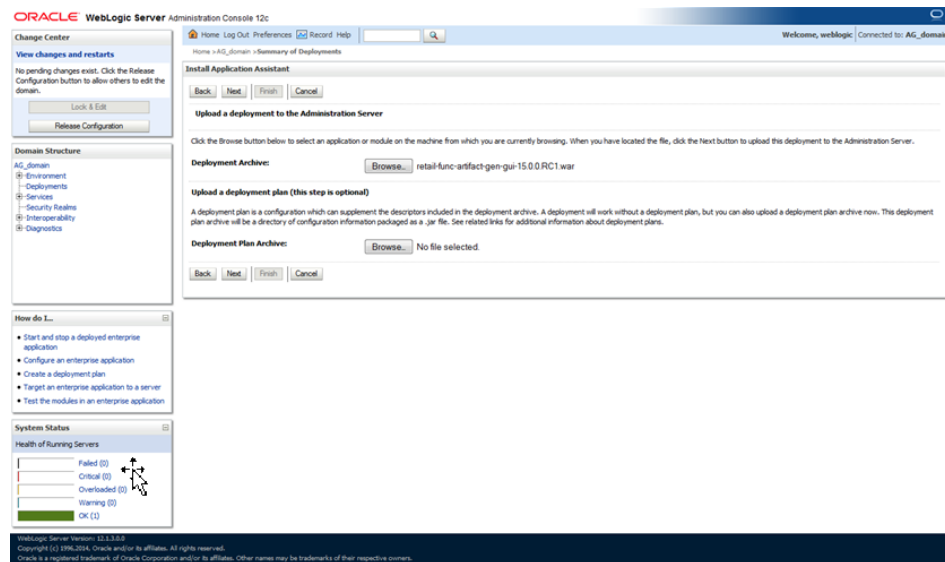 ORACLE WebLogic Server Administration Console 12c
Change Center
View changes and restarts
No pending changes exist. Click the Release
Configuration button to allow others to edit the
domain.
Lock & Edit
Release Configuration
Domain Structure
AG_domain
Environment
Deployments
Services
Security Realms
Interoperability
Diagnostics
How do I...
Start and stop a deployed enterprise
application
Configure an enterprise application
Create a deployment plan
Target an enterprise application to a server
Test the modules in an enterprise application
System Status
Health of Running Servers
Failed (0)
Critical (0)
Overloaded (0)
Warning (0)
OK (1)
Home Log Out Preferences Record Help
Welcome, weblogic Connected to: AG_domain
Home >AG_domain >Summary of Deployments
Install Application Assistant
Back Next Finish Cancel
Upload a deployment to the Administration Server
Click the Browse button below to select an application or module on the machine from which you are currently browsing. When you have located the file, click the Next button to upload this deployment to the Administration Server.
Deployment Archive: Browse.. retail-func-artifact-gen-gui-15.0.0.RC1.war
Upload a deployment plan (this step is optional)
A deployment plan is a configuration which can supplement the descriptors included in the deployment archive. A deployment will work without a deployment plan, but you can also upload a deployment plan archive now. This deployment
plan archive will be a directory of configuration information packaged as a .jar file. See related links for additional information about deployment plans.
Deployment Plan Archive: Browse.. No file selected.
Back Next Finish Cancel
WebLogic Server Version: 12.1.3.0.0
Copyright (c) 1996,2014, Oracle and/or its affiliates. All rights reserved.
Oracle is a registered trademark of Oracle Corporation and/or its affiliates. Other names may be trademarks of their respective owners.